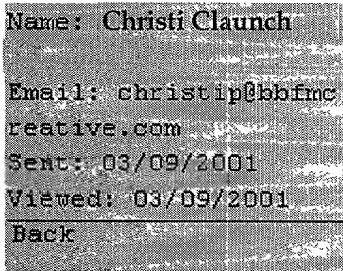 Name: Christi Claunch
Email: christip@bbfmc
reative.com
Sent: 03/09/2001
Viewed: 03/09/2001
Back